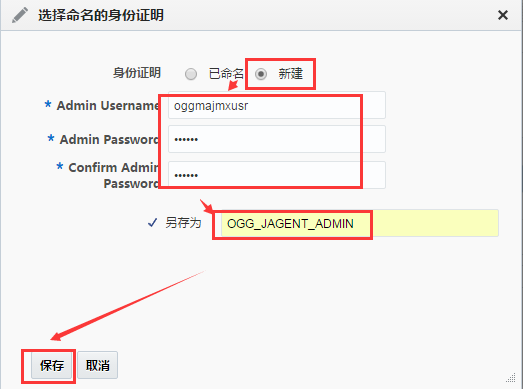 选择命名的身份证明
身份证明 已命名 新建
* Admin Username oggmajmxusr
* Admin Password ••••••
* Confirm Admin Password ••••••
✓ 另存为 OGG_JAGENT_ADMIN
保存 取消